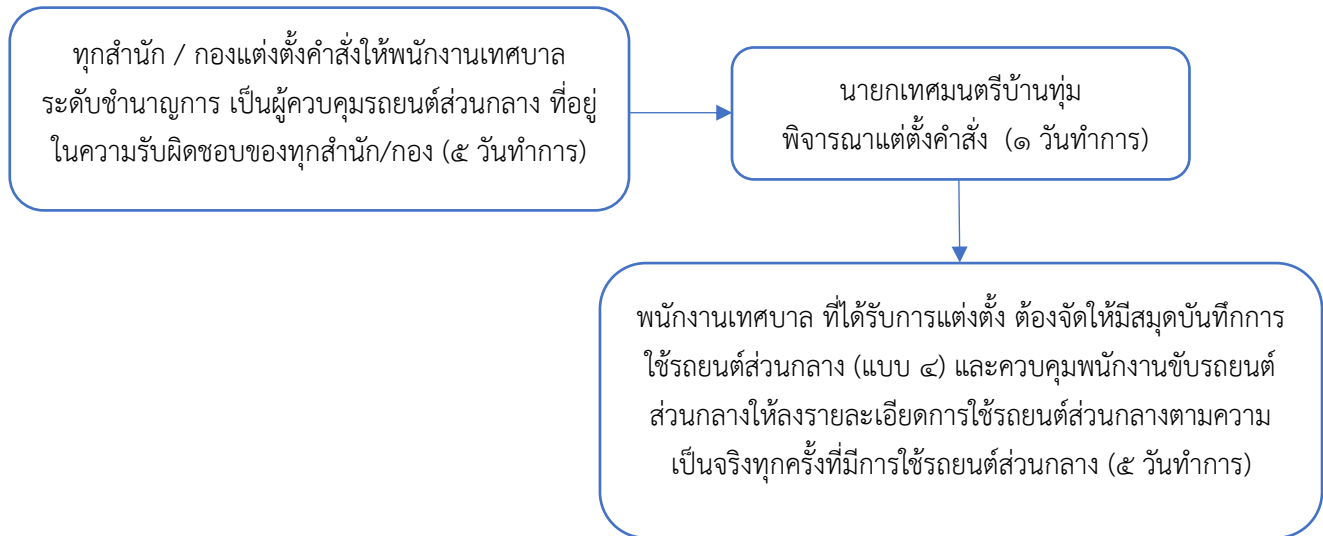 ทุกสำนัก / กองแต่งตั้งคำสั่งให้พนักงานเทศบาล
ระดับชำนาญการ เป็นผู้ควบคุมรถยนต์ส่วนกลาง ที่อยู่
ในความรับผิดชอบของทุกสำนัก/กอง (๕ วันทำการ)
นายกเทศมนตรีบ้านทุ่ม
พิจารณาแต่ตั้งคำสั่ง (๑ วันทำการ)
พนักงานเทศบาล ที่ได้รับการแต่งตั้ง ต้องจัดให้มีสมุดบันทึกการ
ใช้รถยนต์ส่วนกลาง (แบบ ๔) และควบคุมพนักงานขับรถยนต์
ส่วนกลางให้ลงรายละเอียดการใช้รถยนต์ส่วนกลางตามความ
เป็นจริงทุกครั้งที่มีการใช้รถยนต์ส่วนกลาง (๕ วันทำการ)